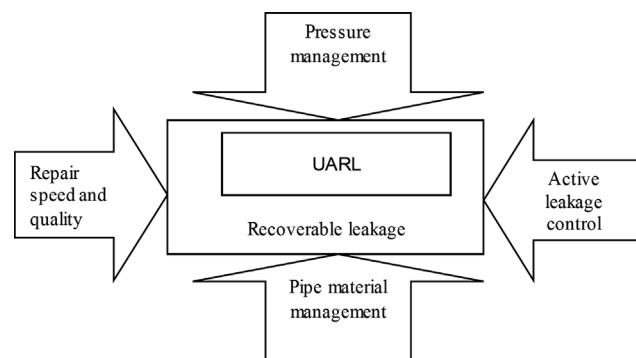 Pressure
management
UARL
Repair
speed and
quality
Recoverable leakage
Active
leakage
control
Pipe material
management